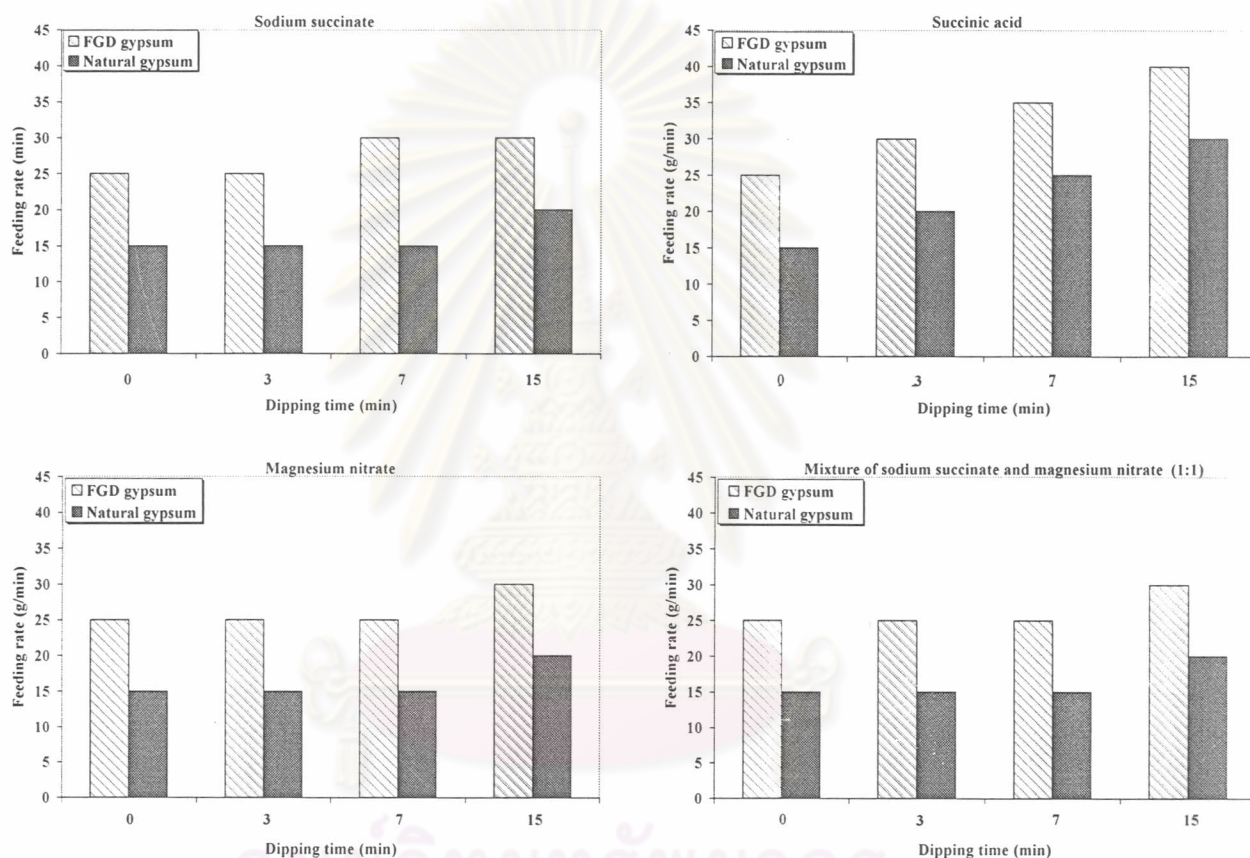 Sodium succinate
FGD gypsum
Natural gypsum
45
40
35
30
25
20
15
10
5
0
Feeding rate (min)
0 3 7 15
Dipping time (min)
Succinic acid
FGD gypsum
Natural gypsum
45
40
35
30
25
20
15
10
5
0
Feeding rate (g/min)
0 3 7 15
Dipping time (min)
Magnesium nitrate
FGD gypsum
Natural gypsum
45
40
35
30
25
20
15
10
5
0
Feeding rate (g/min)
0 3 7 15
Dipping time (min)
Mixture of sodium succinate and magnesium nitrate (1:1)
FGD gypsum
Natural gypsum
45
40
35
30
25
20
15
10
5
0
Feeding rate (g/min)
0 3 7 15
Dipping time (min)